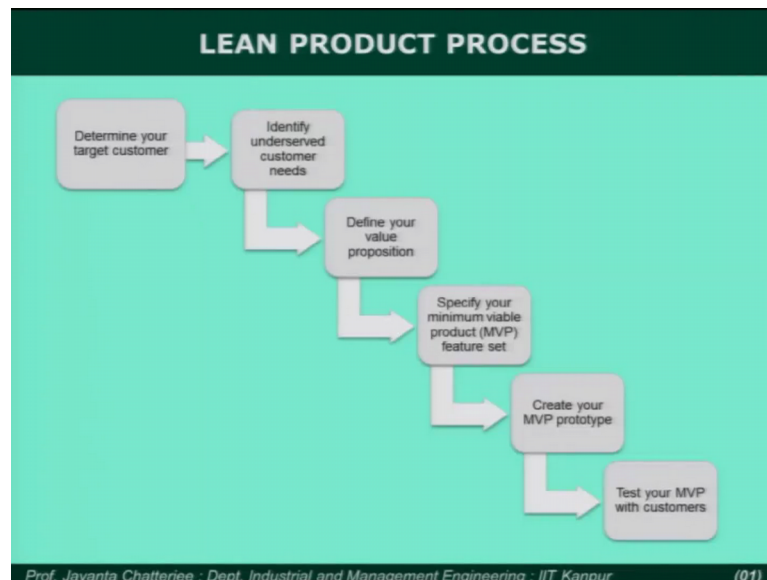 LEAN PRODUCT PROCESS
Determine your
target customer
Identify
underserved
customer
needs
Define your
value
proposition
Specify your
minimum viable
product (MVP)
feature set
Create your
MVP prototype
Test your MVP
with customers
Prof. Jayanta Chatterjee : Dept. Industrial and Management Engineering : IIT Kanpur (01)